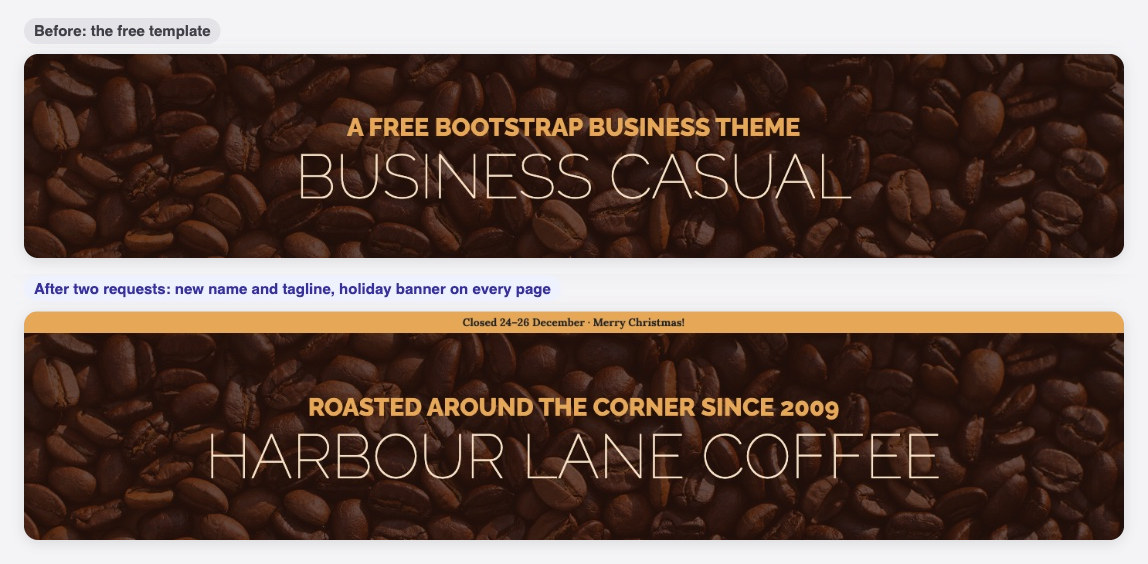 Before: the free template
A FREE BOOTSTRAP BUSINESS THEME
BUSINESS CASUAL
After two requests: new name and tagline, holiday banner on every page
Closed 24–26 December · Merry Christmas!
ROASTED AROUND THE CORNER SINCE 2009
HARBOUR LANE COFFEE